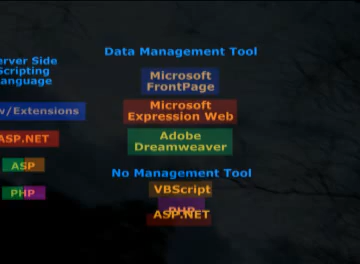 Data Management Tool
erver Side
Scripting
anguage
Microsoft
FrontPage
w/Extensions
Microsoft
Expression Web
ASP.NET
Adobe
Dreamweaver
ASP
No Management Tool
PHP
VBScript
PHP
ASP.NET